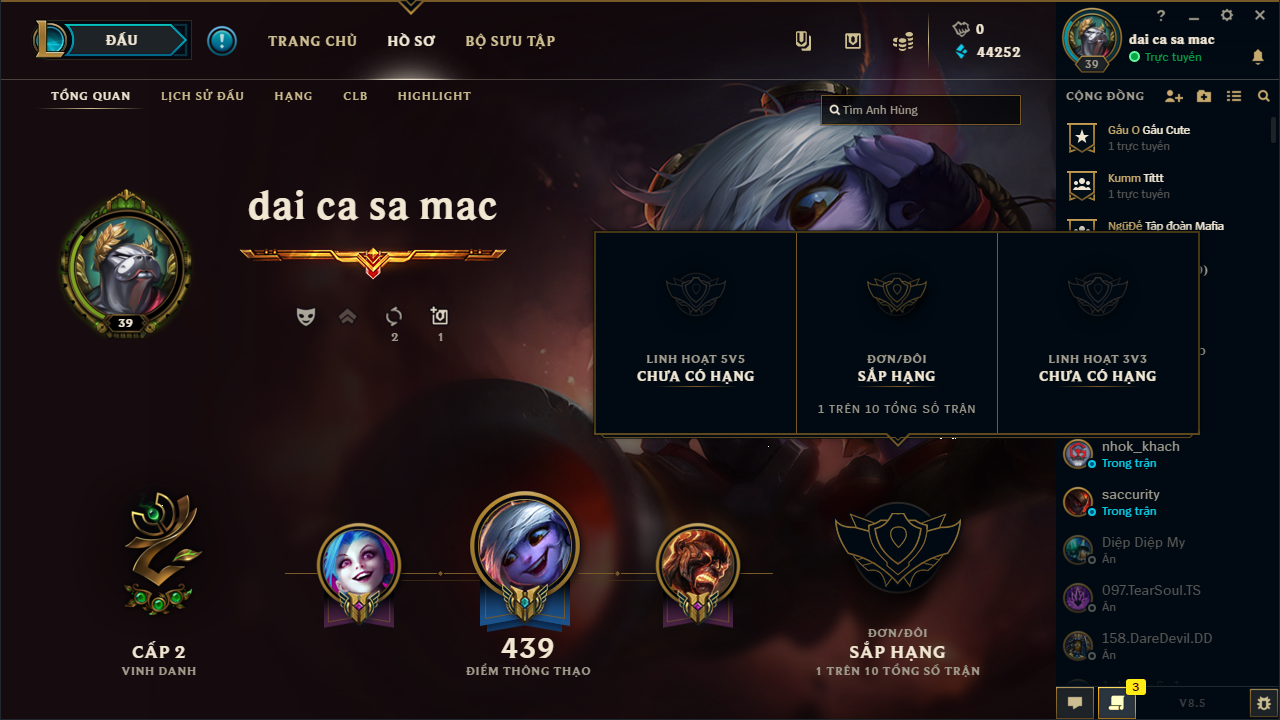 ĐẤU
TRANG CHỦ
HỒ SƠ
BỘ SƯU TẬP
0
44252
?
dai ca sa mac
Trực tuyến
39
TỔNG QUAN
LỊCH SỬ ĐẤU
HẠNG
CLB
HIGHLIGHT
Tìm Anh Hùng
CỘNG ĐỒNG
Gấu O Gấu Cute
1 trực tuyến
Kumm Títtt
1 trực tuyến
NgũĐế Tập đoàn Mafia
dai ca sa mac
39
2
1
LINH HOẠT 5V5
CHƯA CÓ HẠNG
ĐƠN/ĐÔI
SẮP HẠNG
1 TRÊN 10 TỔNG SỐ TRẬN
LINH HOẠT 3V3
CHƯA CÓ HẠNG
nhok_khach
Trong trận
saccurity
Trong trận
Diệp Diệp My
Ẩn
097.TearSoul.TS
Ẩn
158.DareDevil.DD
Ẩn
CẤP 2
VINH DANH
439
ĐIỂM THÔNG THẠO
ĐƠN/ĐÔI
SẮP HẠNG
1 TRÊN 10 TỔNG SỐ TRẬN
3
V8.5